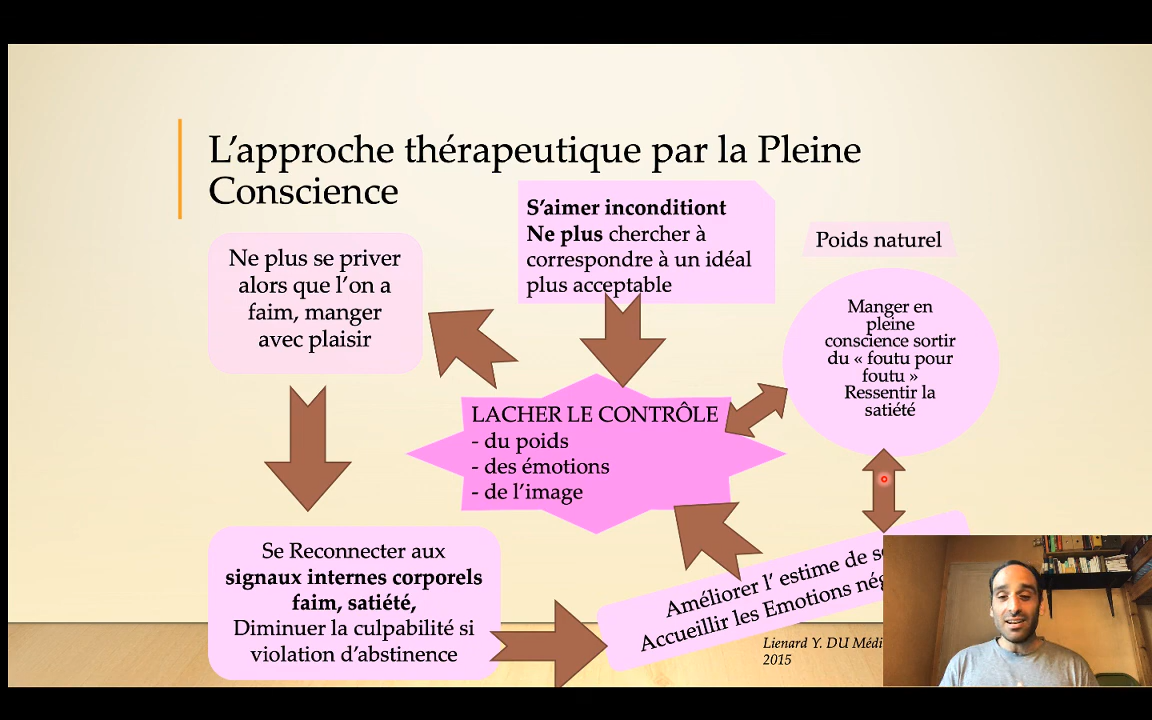 L’approche thérapeutique par la Pleine
Conscience
S’aimer inconditiont
Ne plus chercher à
correspondre à un idéal
plus acceptable
Poids naturel
Ne plus se priver
alors que l’on a
faim, manger
avec plaisir
Manger en
pleine
conscience sortir
du « foutu pour
foutu »
Ressentir la
satiété
LACHER LE CONTRÔLE
- du poids
- des émotions
- de l’image
Se Reconnecter aux
signaux internes corporels
faim, satiété,
Diminuer la culpabilité si
violation d’abstinence
Améliorer l’ estime de
Accueillir les Emotions
Lienard Y. DU
2015